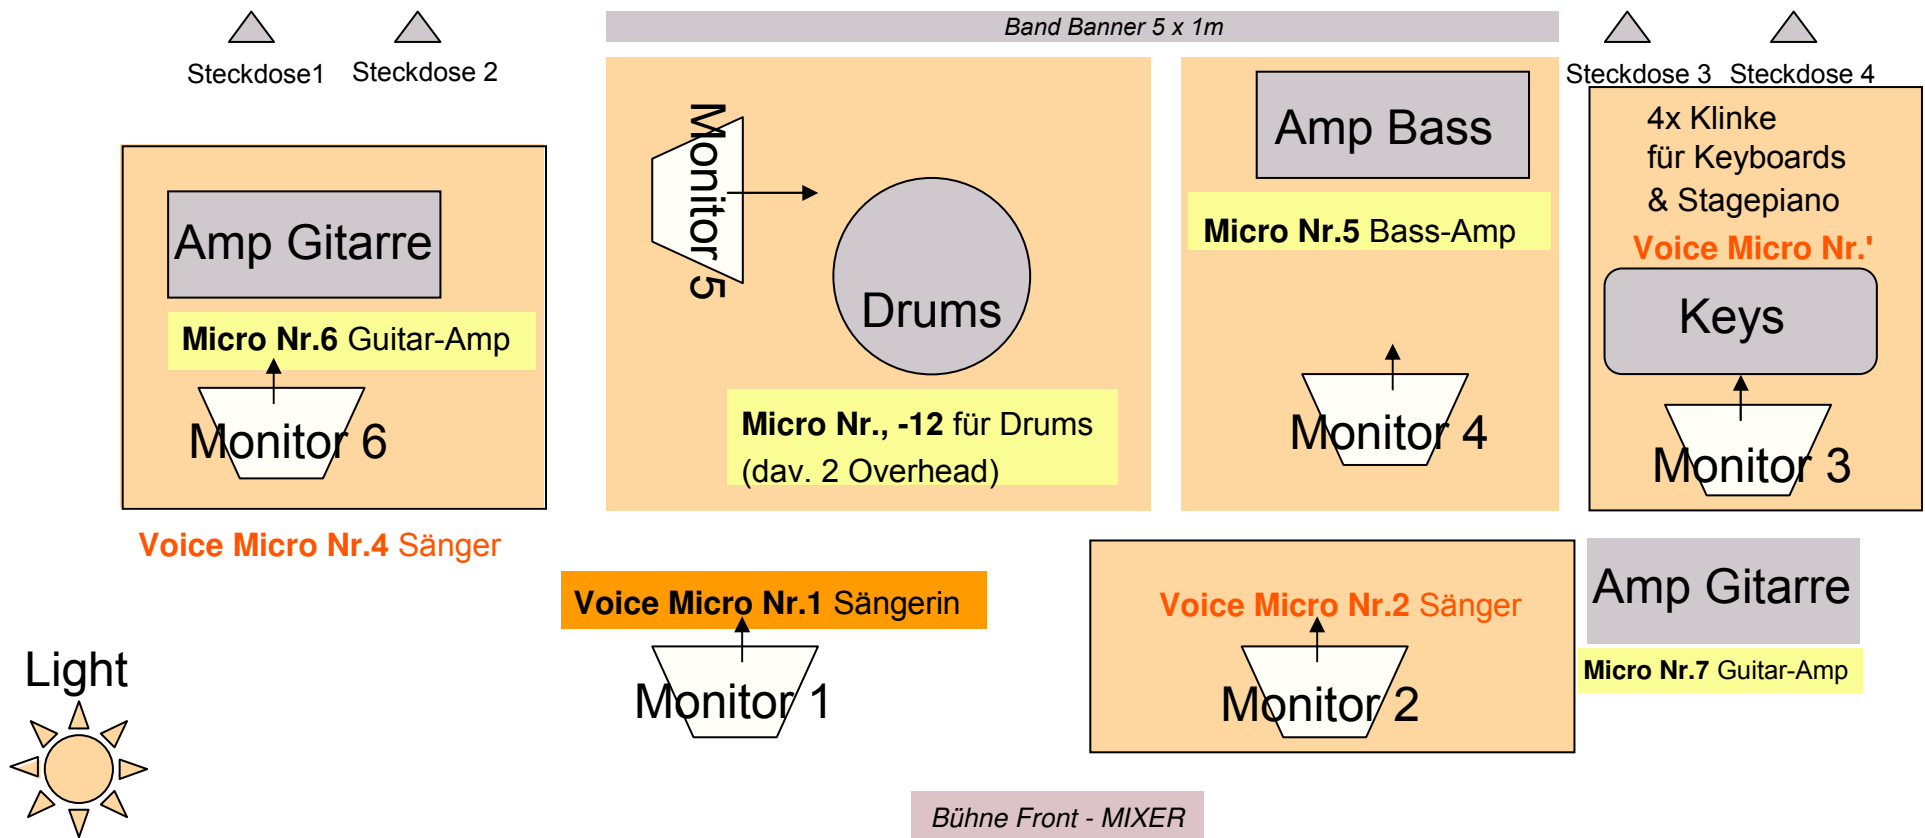 Band Banner 5 x 1m
Steckdose1
Steckdose 2
Steckdose 3
Steckdose 4
Amp Gitarre
Micro Nr.6 Guitar-Amp
Monitor 6
Voice Micro Nr.4 Sänger
Monitor 5
Drums
Micro Nr., -12 für Drums
(dav. 2 Overhead)
Amp Bass
Micro Nr.5 Bass-Amp
Monitor 4
4x Klinke
für Keyboards
& Stagepiano
Voice Micro Nr.'
Keys
Monitor 3
Voice Micro Nr.1 Sängerin
Monitor 1
Voice Micro Nr.2 Sänger
Monitor 2
Amp Gitarre
Micro Nr.7 Guitar-Amp
Light
Bühne Front - MIXER